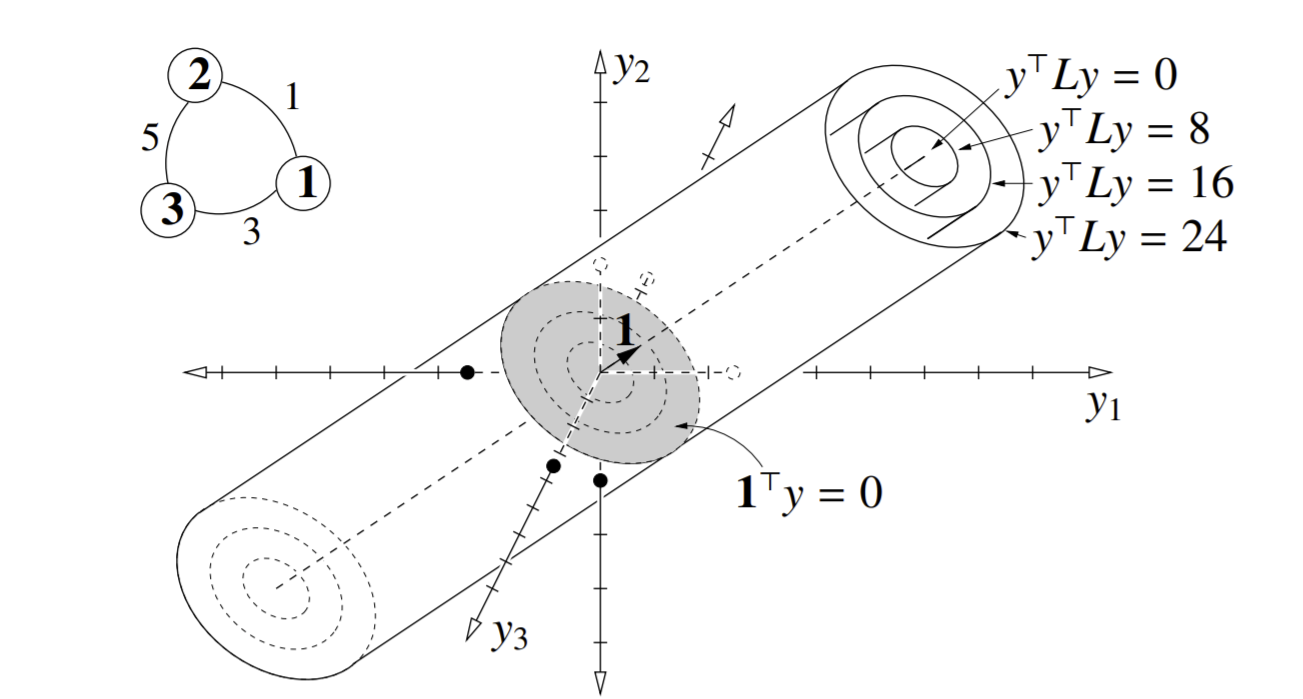 2
1
5
1
3
3
y₂
y⊤Ly = 0
y⊤Ly = 8
y⊤Ly = 16
y⊤Ly = 24
1
y₁
1⊤y = 0
y₃